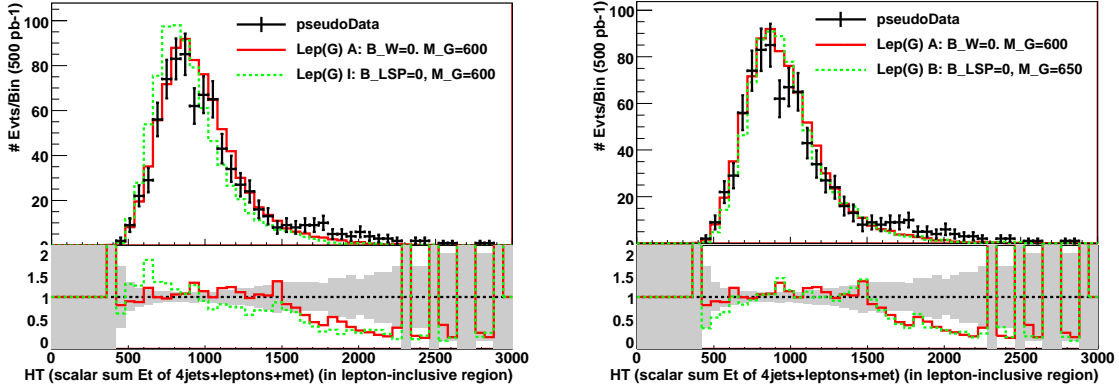 # Evts/Bin (500 pb-1)
100
80
60
40
20
0
pseudoData
Lep(G) A: B_W=0. M_G=600
Lep(G) I: B_LSP=0, M_G=600
2
1.5
1
0.5
0
0 500 1000 1500 2000 2500 3000
HT (scalar sum Et of 4jets+leptons+met) (in lepton-inclusive region)
# Evts/Bin (500 pb-1)
100
80
60
40
20
0
pseudoData
Lep(G) A: B_W=0. M_G=600
Lep(G) B: B_LSP=0, M_G=650
2
1.5
1
0.5
0
0 500 1000 1500 2000 2500 3000
HT (scalar sum Et of 4jets+leptons+met) (in lepton-inclusive region)